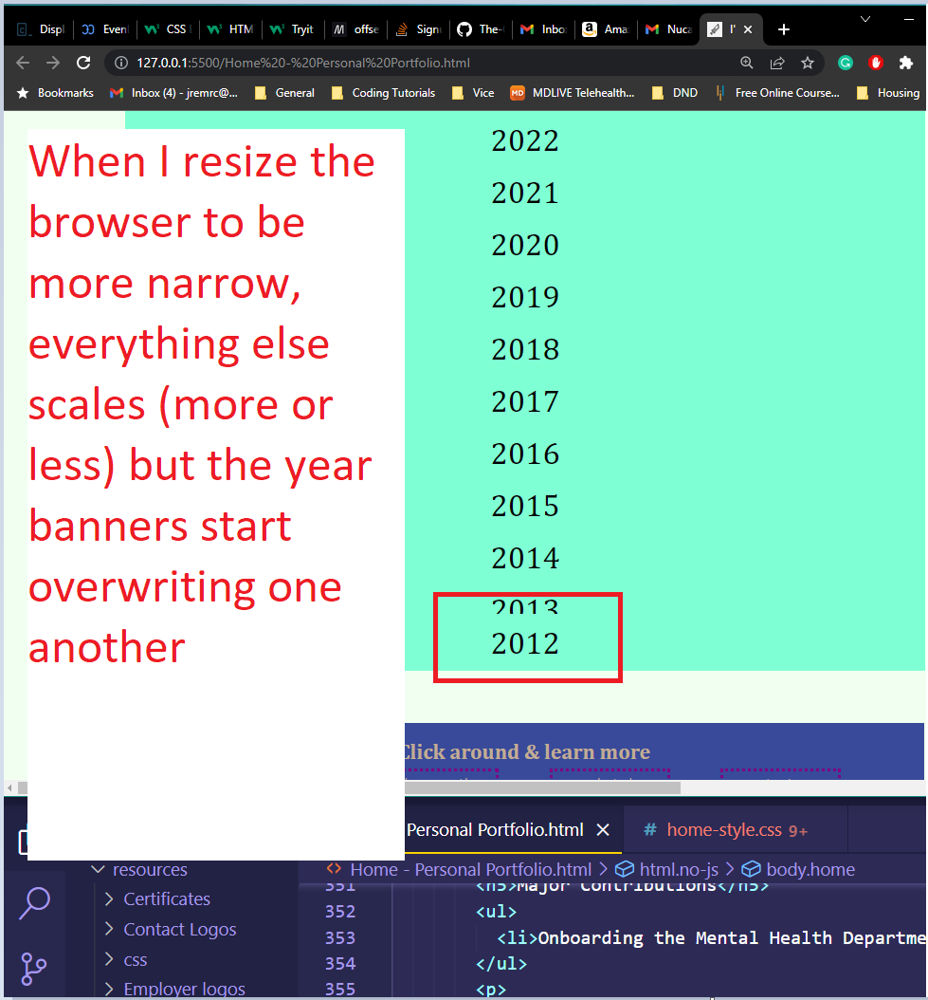 Displ
Even
CSS
HTM
Tryit
offse
Sign
The-
Inbo
Ama
Nuca
I'
127.0.0.1:5500/Home%20-%20Personal%20Portfolio.html
Bookmarks
Inbox (4) - jremrc@...
General
Coding Tutorials
Vice
MD
MDLIVE Telehealth...
DND
Free Online Course...
Housing
When I resize the
browser to be
more narrow,
everything else
scales (more or
less) but the year
banners start
overwriting one
another
2022
2021
2020
2019
2018
2017
2016
2015
2014
2013
2012
Click around & learn more
Personal Portfolio.html
# home-style.css 9+
resources
Certificates
Contact Logos
css
Employer logos
Home - Personal Portfolio.html > html.no-js > body.home
351 <h5>Major Contributions</h5>
352 <ul>
353 <li>Onboarding the Mental Health Departme
354 </ul>
355 <p>